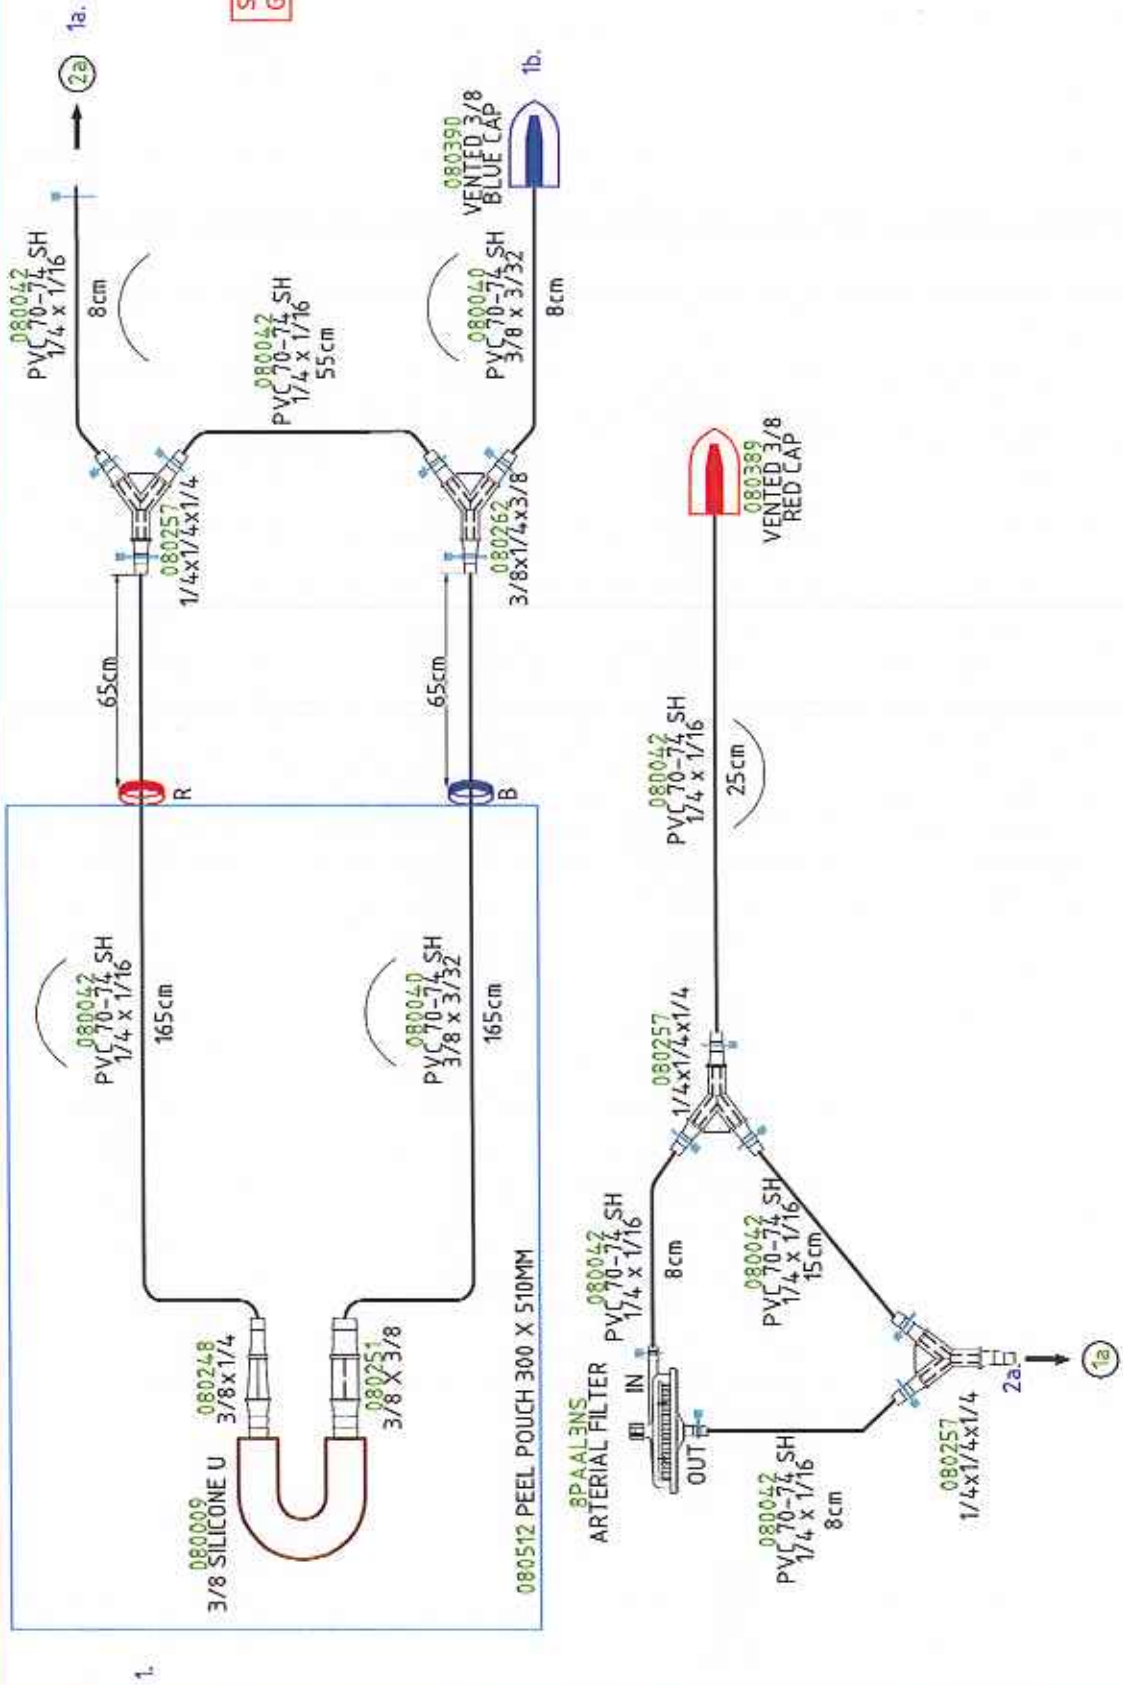 1.
080009
3/8 SILICONE U
080248
3/8x1/4
080251
3/8 X 3/8
080512 PEEL POUCH 300 X 510MM
080042
PVC 70-74 SH
1/4 x 1/16
165cm
080040
PVC 70-74 SH
3/8 x 3/32
165cm
R
B
65cm
65cm
080257
1/4x1/4x1/4
080262
3/8x1/4x3/8
080042
PVC 70-74 SH
1/4 x 1/16
55cm
080042
PVC 70-74 SH
1/4 x 1/16
8cm
2a
1a.
080040
PVC 70-74 SH
3/8 x 3/32
8cm
080390
VENTED 3/8
BLUE CAP
1b.
8PAAL3NS
ARTERIAL FILTER
IN
OUT
080042
PVC 70-74 SH
1/4 x 1/16
8cm
080042
PVC 70-74 SH
1/4 x 1/16
8cm
080042
PVC 70-74 SH
1/4 x 1/16
15cm
080257
1/4x1/4x1/4
2a.
1a
080257
1/4x1/4x1/4
080042
PVC 70-74 SH
1/4 x 1/16
25cm
080389
VENTED 3/8
RED CAP
S
G